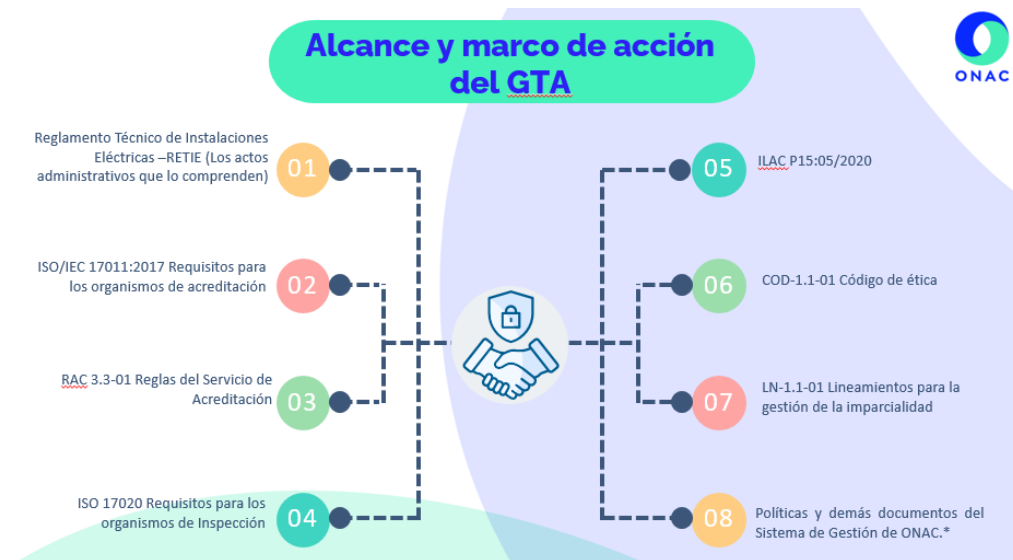 Alcance y marco de acción
del GTA
ONAC
Reglamento Técnico de Instalaciones
Eléctricas –RETIE (Los actos
administrativos que lo comprenden)
01
ISO/IEC 17011:2017 Requisitos para
los organismos de acreditación
02
RAC 3.3-01 Reglas del Servicio de
Acreditación
03
ISO 17020 Requisitos para los
organismos de Inspección
04
05
ILAC P15:05/2020
06
COD-1.1-01 Código de ética
07
LN-1.1-01 Lineamientos para la
gestión de la imparcialidad
08
Políticas y demás documentos del
Sistema de Gestión de ONAC.*